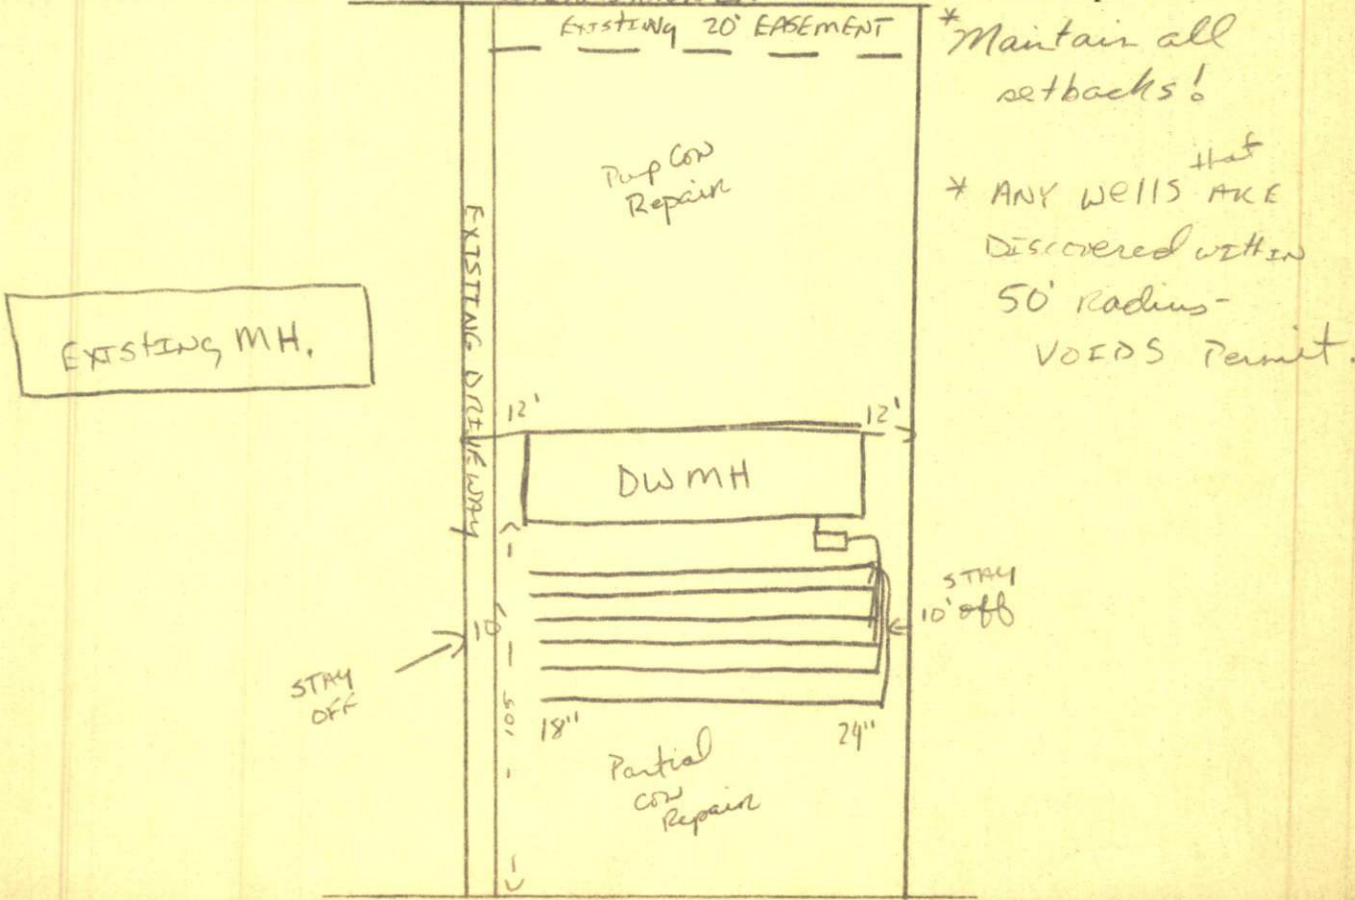 EXISTING 20' EASEMENT
* Maintain all
setbacks!
Pump CON
Repair
that
* ANY Wells ARE
Discovered within
50' Radius-
VOIDS Permit.
EXISTING DRIVEWAY
EXISTING MH.
12'
12'
DWMH
STAY
10' off
10
STAY
OFF
18"
24"
Partial
CON
Repair